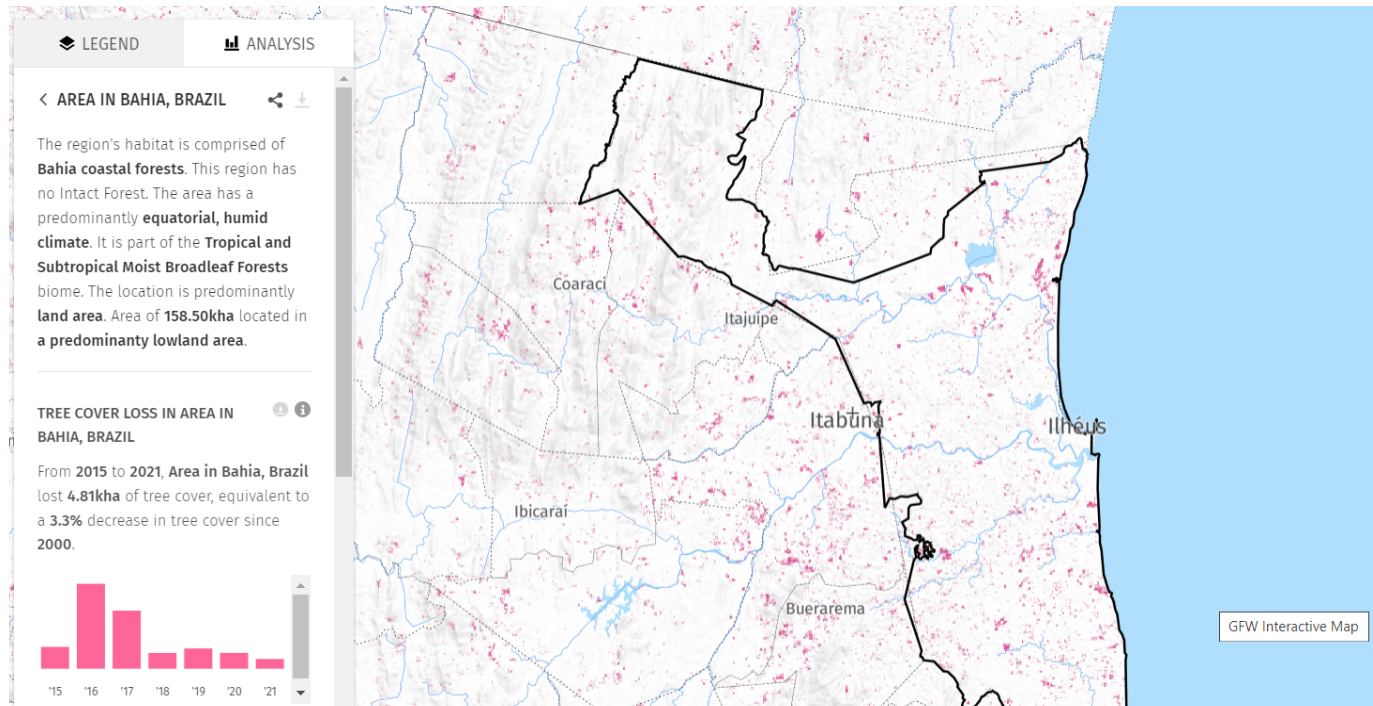 LEGEND
ANALYSIS
AREA IN BAHIA, BRAZIL
The region's habitat is comprised of
Bahia coastal forests. This region has
no Intact Forest. The area has a
predominantly equatorial, humid
climate. It is part of the Tropical and
Subtropical Moist Broadleaf Forests
biome. The location is predominantly
land area. Area of 158.50kha located in
a predominanty lowland area.
TREE COVER LOSS IN AREA IN
BAHIA, BRAZIL
From 2015 to 2021, Area in Bahia, Brazil
lost 4.81kha of tree cover, equivalent to
a 3.3% decrease in tree cover since
2000.
'15 '16 '17 '18 '19 '20 '21
Coaraci
Itajuípe
Itabuna
Ilhéus
Ibicaraí
Buerarema
GFW Interactive Map